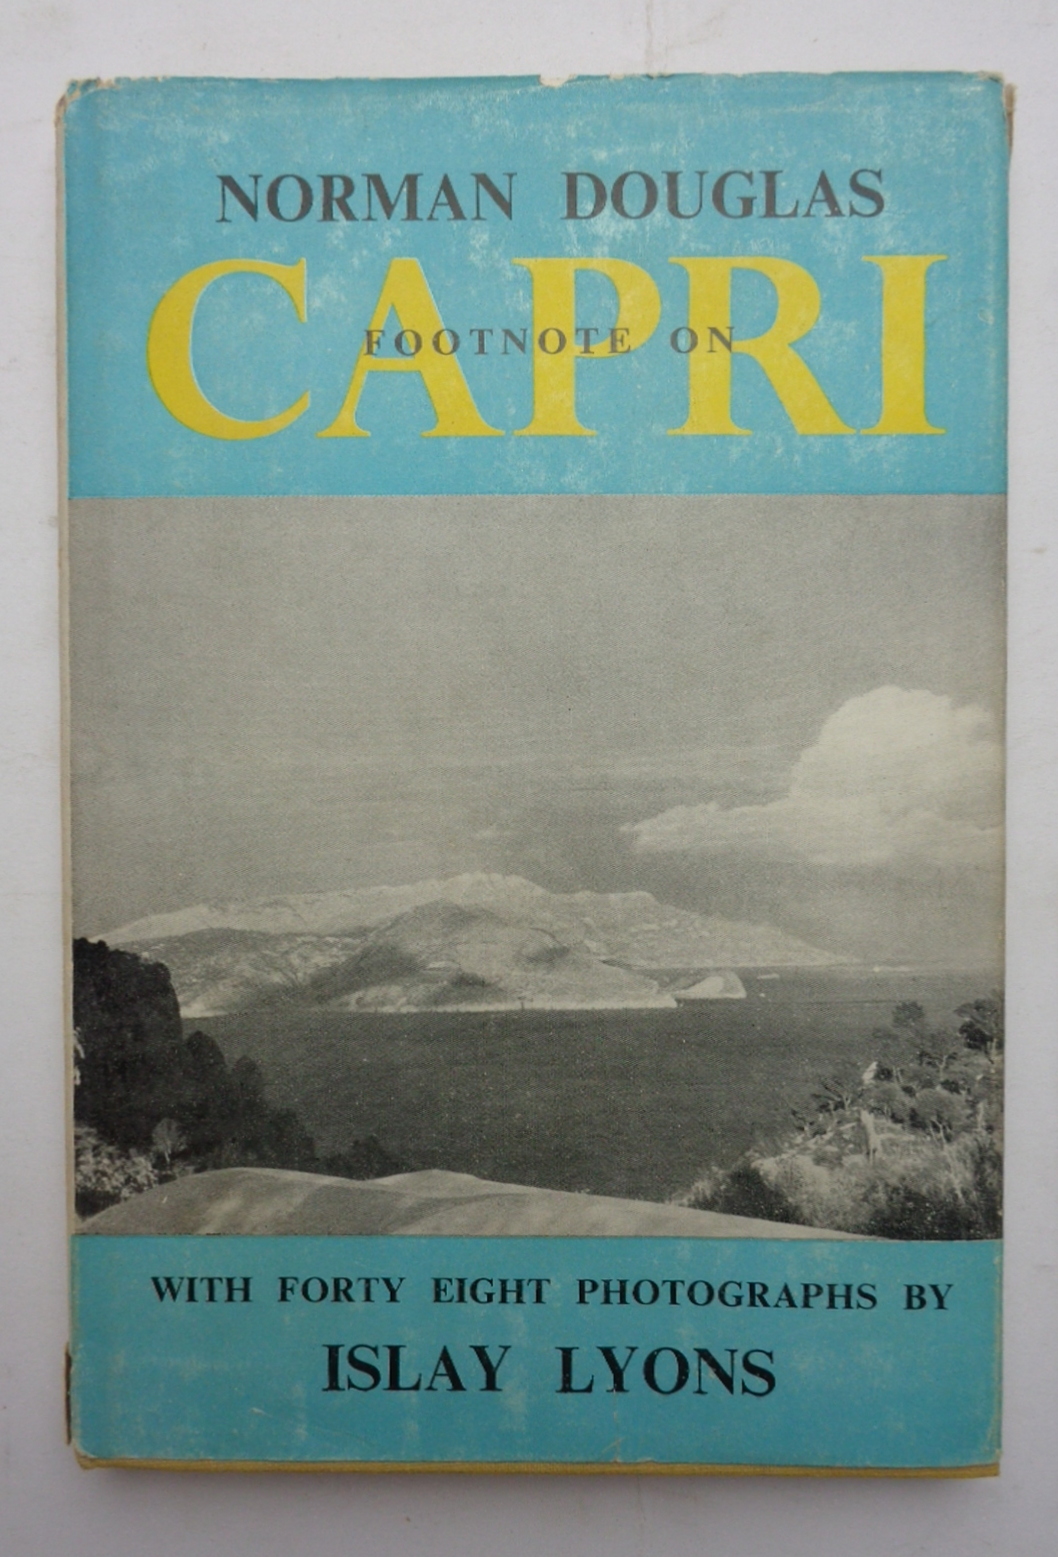 NORMAN DOUGLAS
FOOTNOTE ON
CAPRI
WITH FORTY EIGHT PHOTOGRAPHS BY
ISLAY LYONS